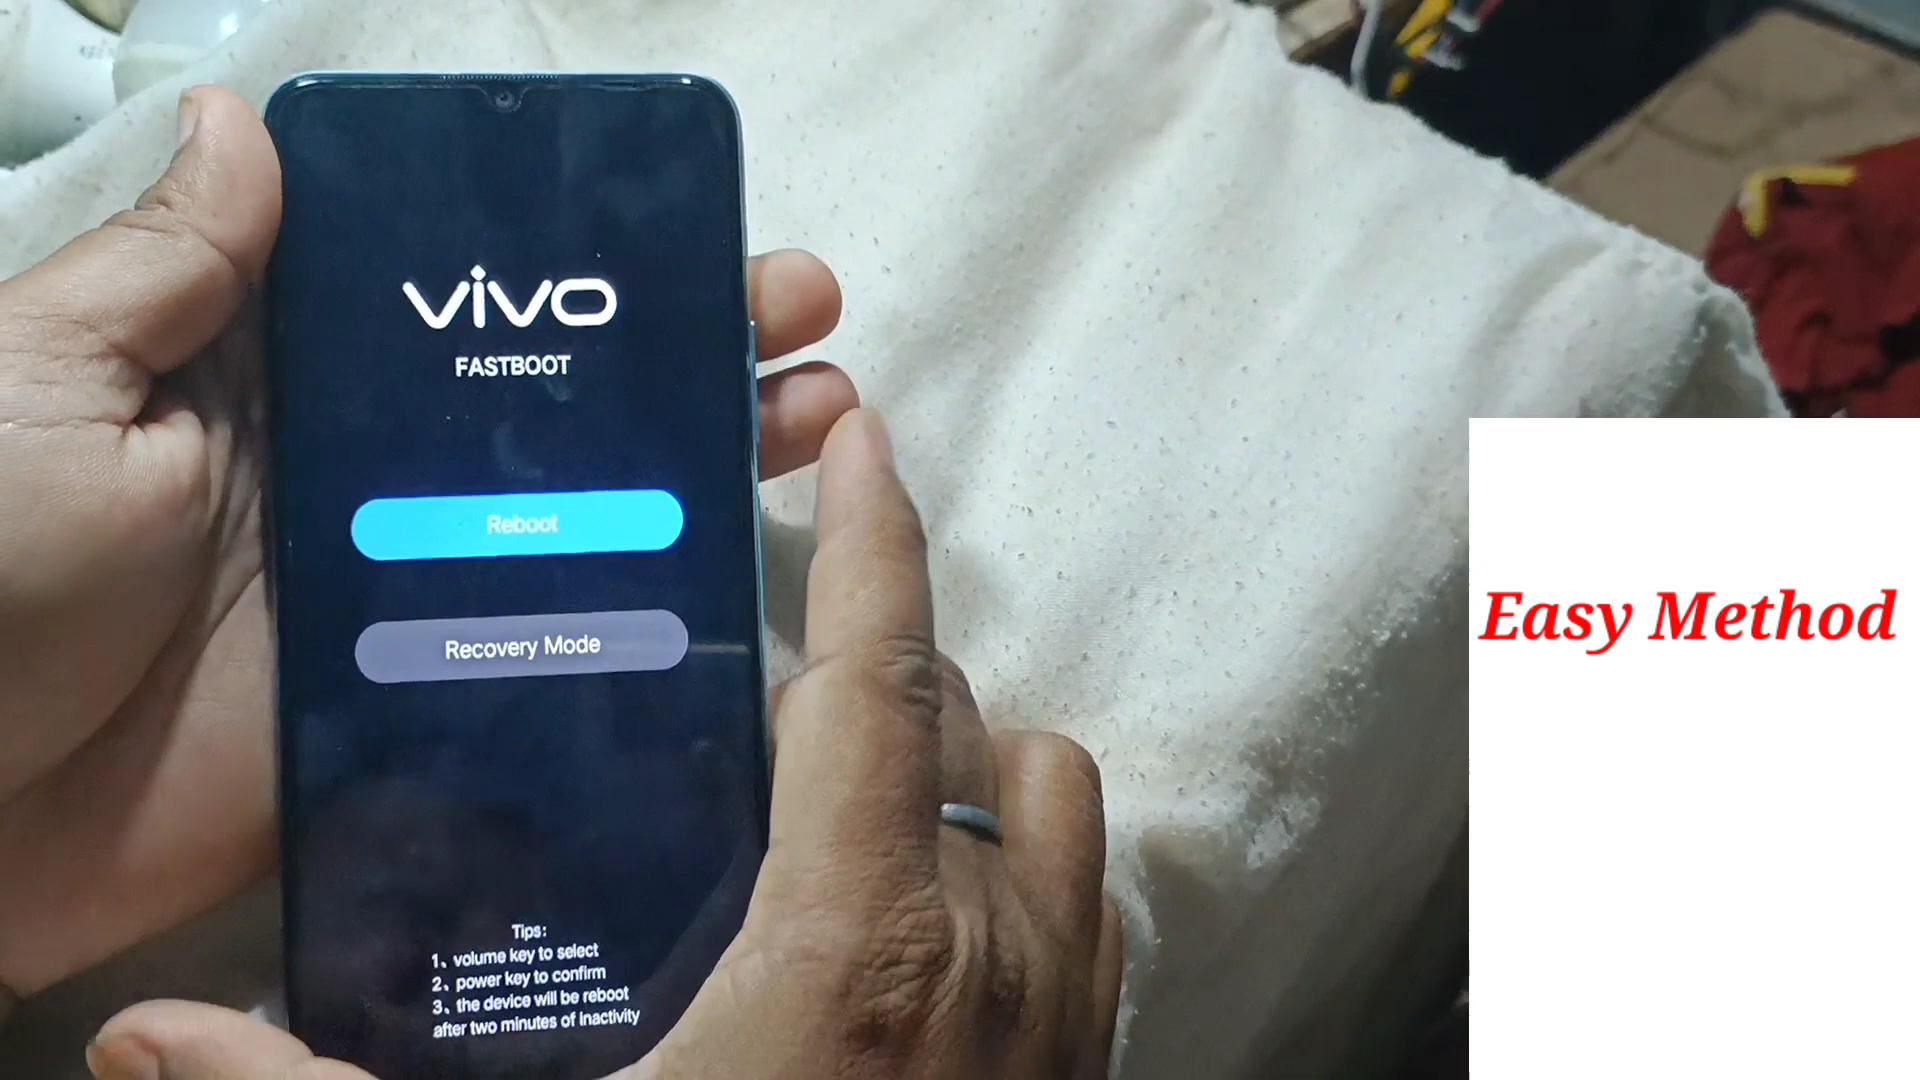 vivo
FASTBOOT
Reboot
Recovery Mode
Tips:
1、volume key to select
2、power key to confirm
3、the device will be reboot
after two minutes of inactivity
Easy Method